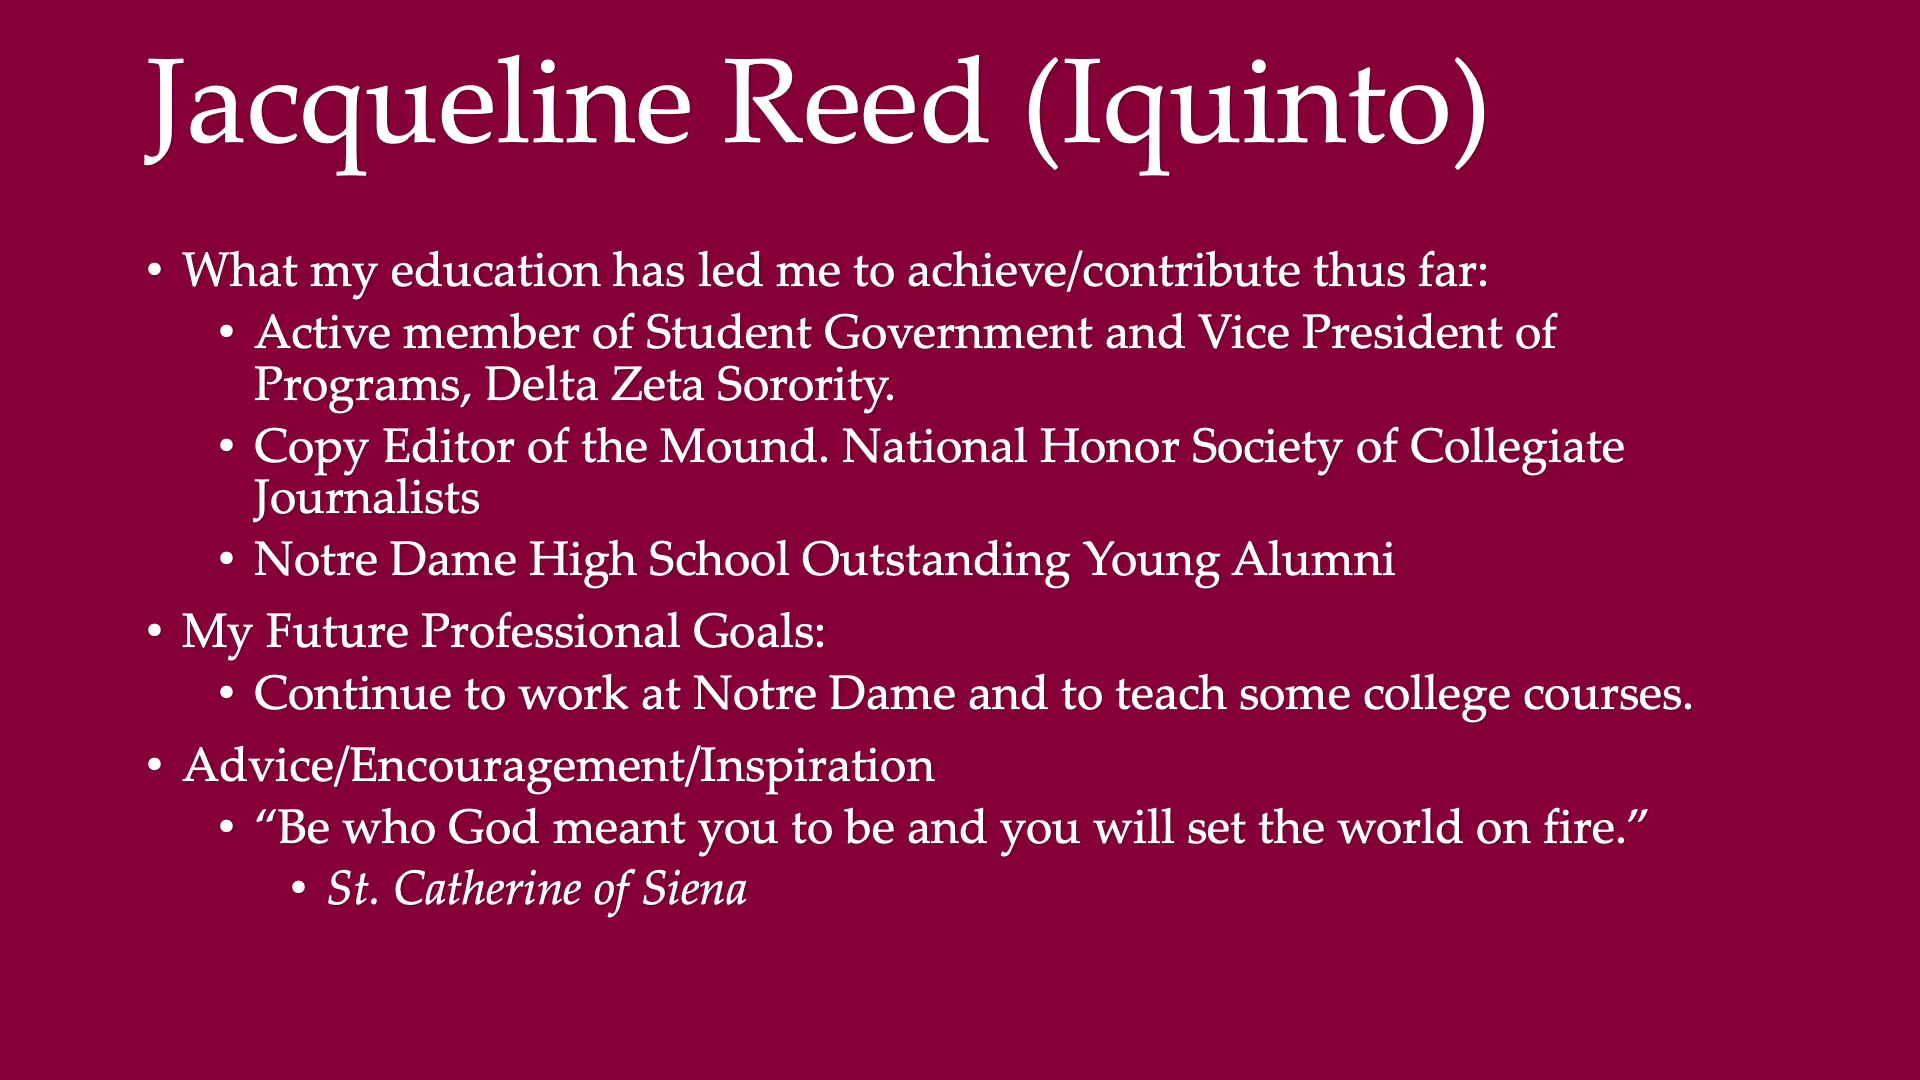 Jacqueline Reed (Iquinto)
• What my education has led me to achieve/contribute thus far:
• Active member of Student Government and Vice President of
Programs, Delta Zeta Sorority.
• Copy Editor of the Mound. National Honor Society of Collegiate
Journalists
• Notre Dame High School Outstanding Young Alumni
• My Future Professional Goals:
• Continue to work at Notre Dame and to teach some college courses.
• Advice/Encouragement/Inspiration
• “Be who God meant you to be and you will set the world on fire.”
• St. Catherine of Siena